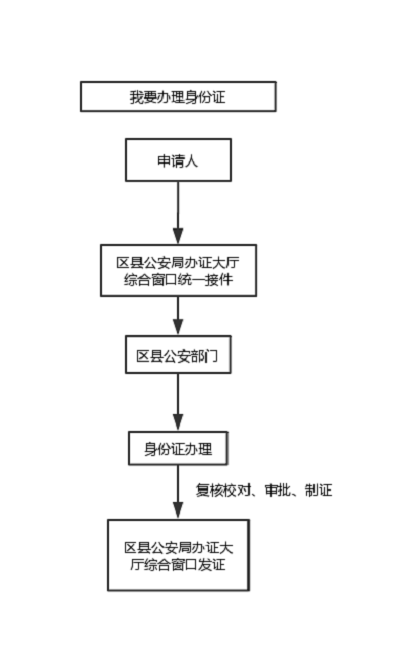 我要办理身份证
申请人
区县公安局办证大厅
综合窗口统一接件
区县公安部门
身份证办理
复核校对、审批、制证
区县公安局办证大
厅综合窗口发证